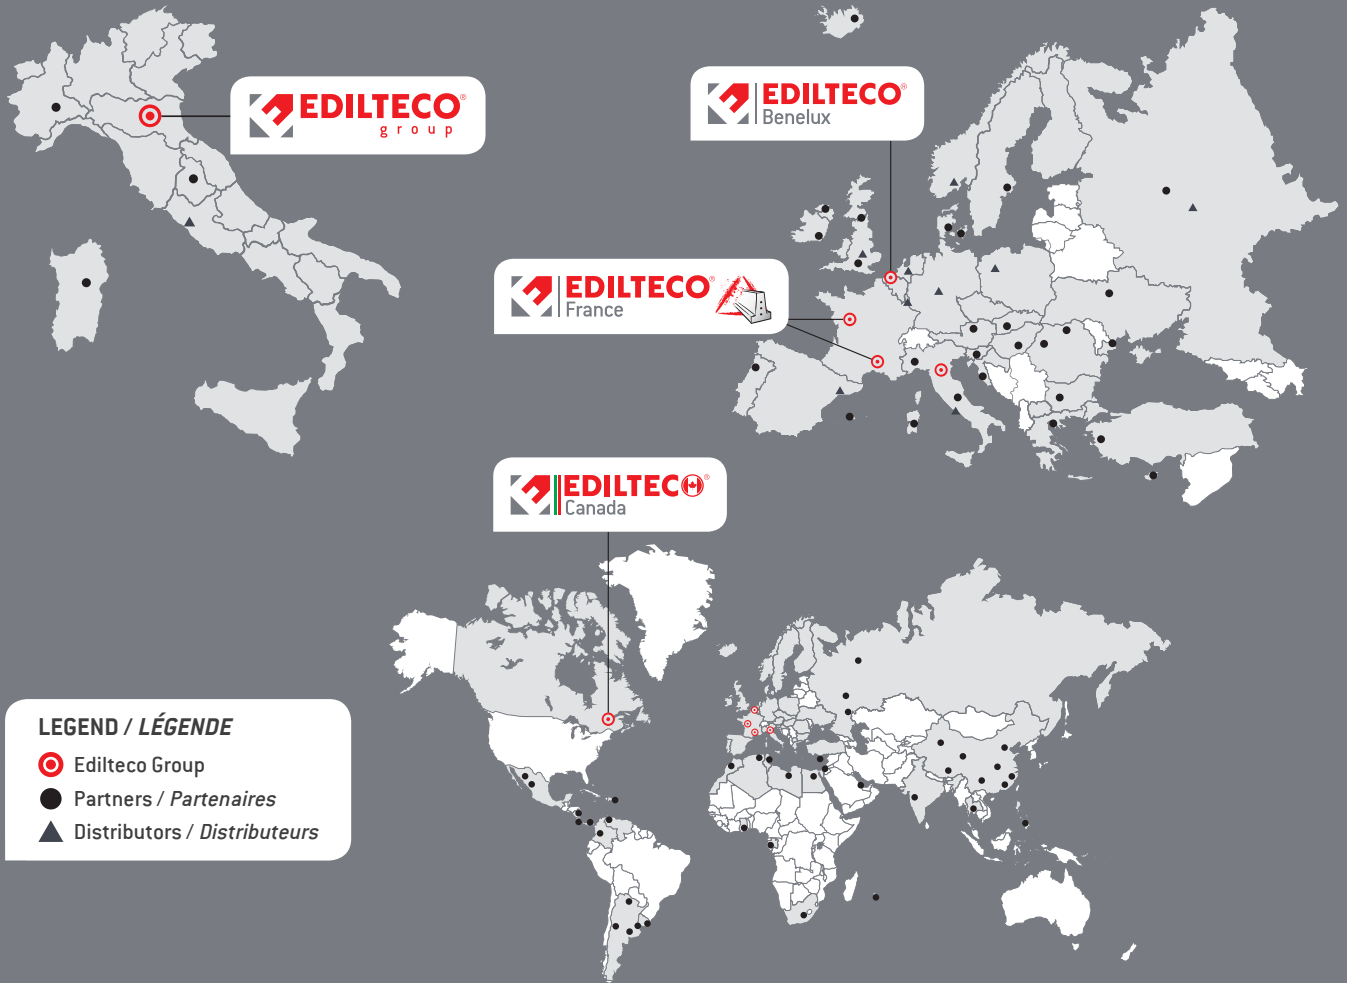 EDILTECO®
group
EDILTECO®
Benelux
EDILTECO®
France
EDILTECO®
Canada
LEGEND / LÉGENDE
Edilteco Group
Partners / Partenaires
Distributors / Distributeurs